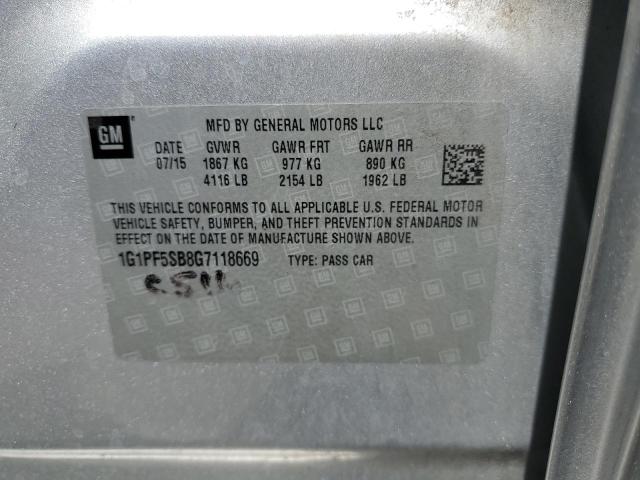 GM
MFD BY GENERAL MOTORS LLC
DATE GVWR GAWR FRT GAWR RR
07/15 1867 KG 977 KG 890 KG
4116 LB 2154 LB 1962 LB
THIS VEHICLE CONFORMS TO ALL APPLICABLE U.S. FEDERAL MOTOR
VEHICLE SAFETY, BUMPER, AND THEFT PREVENTION STANDARDS IN
EFFECT ON THE DATE OF MANUFACTURE SHOWN ABOVE.
1G1PF5SB8G7118669 TYPE: PASS CAR